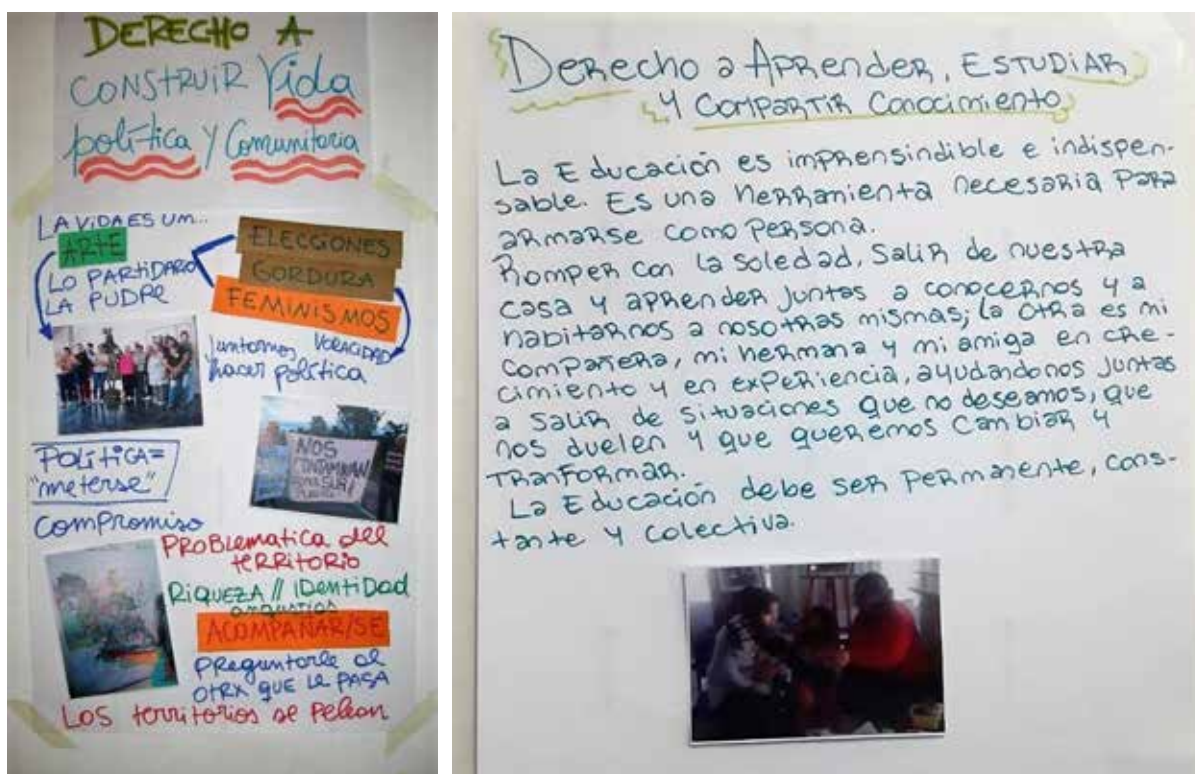 DERECHO A
CONSTRUIR Vida
política y Comunitaria
LA VIDA ES UM...
ARTE
LO PARTIDARO
LA PUDRE
ELECCIONES
GORDURA
FEMINISMOS
VORACIDAD
Juntarnos
hacer política
NOS
CONTAMINAN
POLÍTICA=
"meterse"
Compromiso
PROBLEMATICA del
teRRitoRIO
RIQUEZA // IDentiDad
angustias
ACOMPAÑAR/SE
PReguntarle al
OTRX QUE LE PASA
LOS territorios se Pelean
Derecho a Aprender, ESTUDIAR
Y COMPARTIR Conocimiento
La Educación es imprensindible e indispen-
sable. Es una herramienta necesaria para
armarse como persona.
Romper con la soledad, Salir de nuestra
casa y aprender juntas a conocernos y a
habitarnos a nosotras mismas; la otra es mi
compañera, mi hermana y mi amiga en cre-
cimiento y en experiencia, ayudandonos juntas
a salir de situaciones que no deseamos, que
nos duelen y que queremos cambiar y
TRanFormar.
La Educación debe ser permanente, cons-
tante y colectiva.